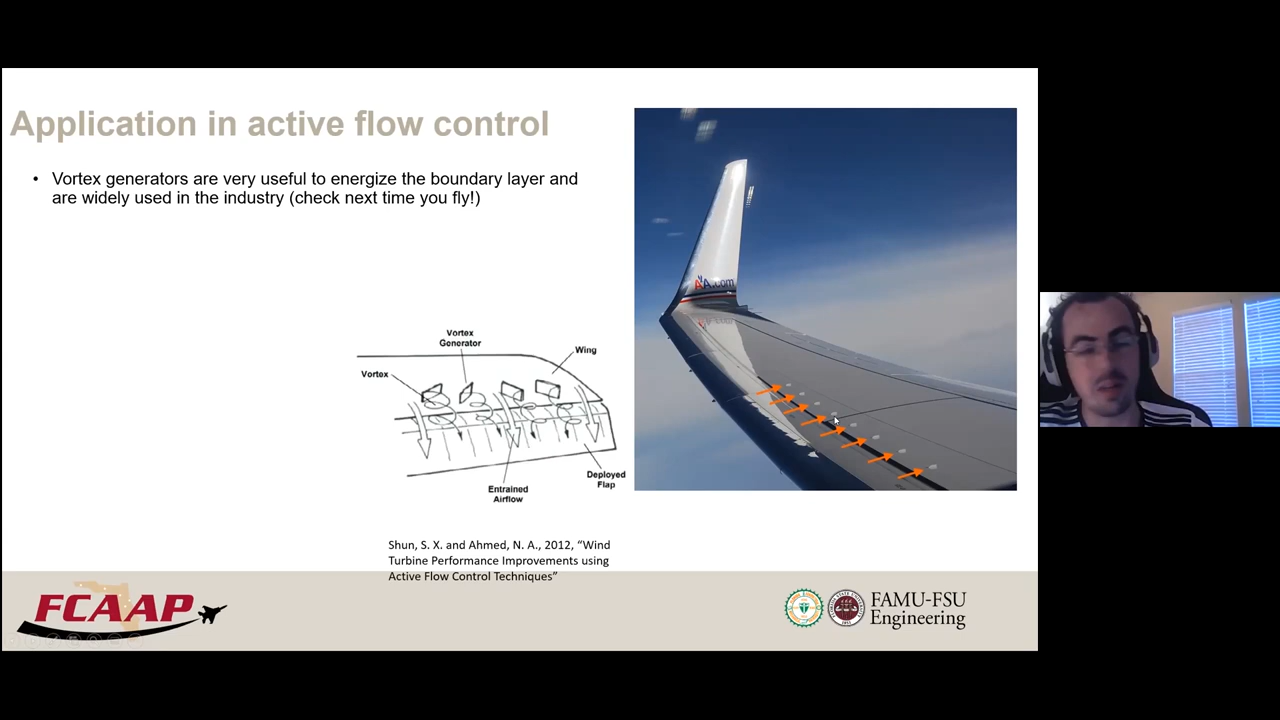 Application in active flow control
• Vortex generators are very useful to energize the boundary layer and
are widely used in the industry (check next time you fly!)
Vortex
Generator
Wing
Vortex
Deployed
Flap
Entrained
Airflow
AA.com
Shun, S. X. and Ahmed, N. A., 2012, “Wind
Turbine Performance Improvements using
Active Flow Control Techniques”
FCAAP
FAMU-FSU
Engineering